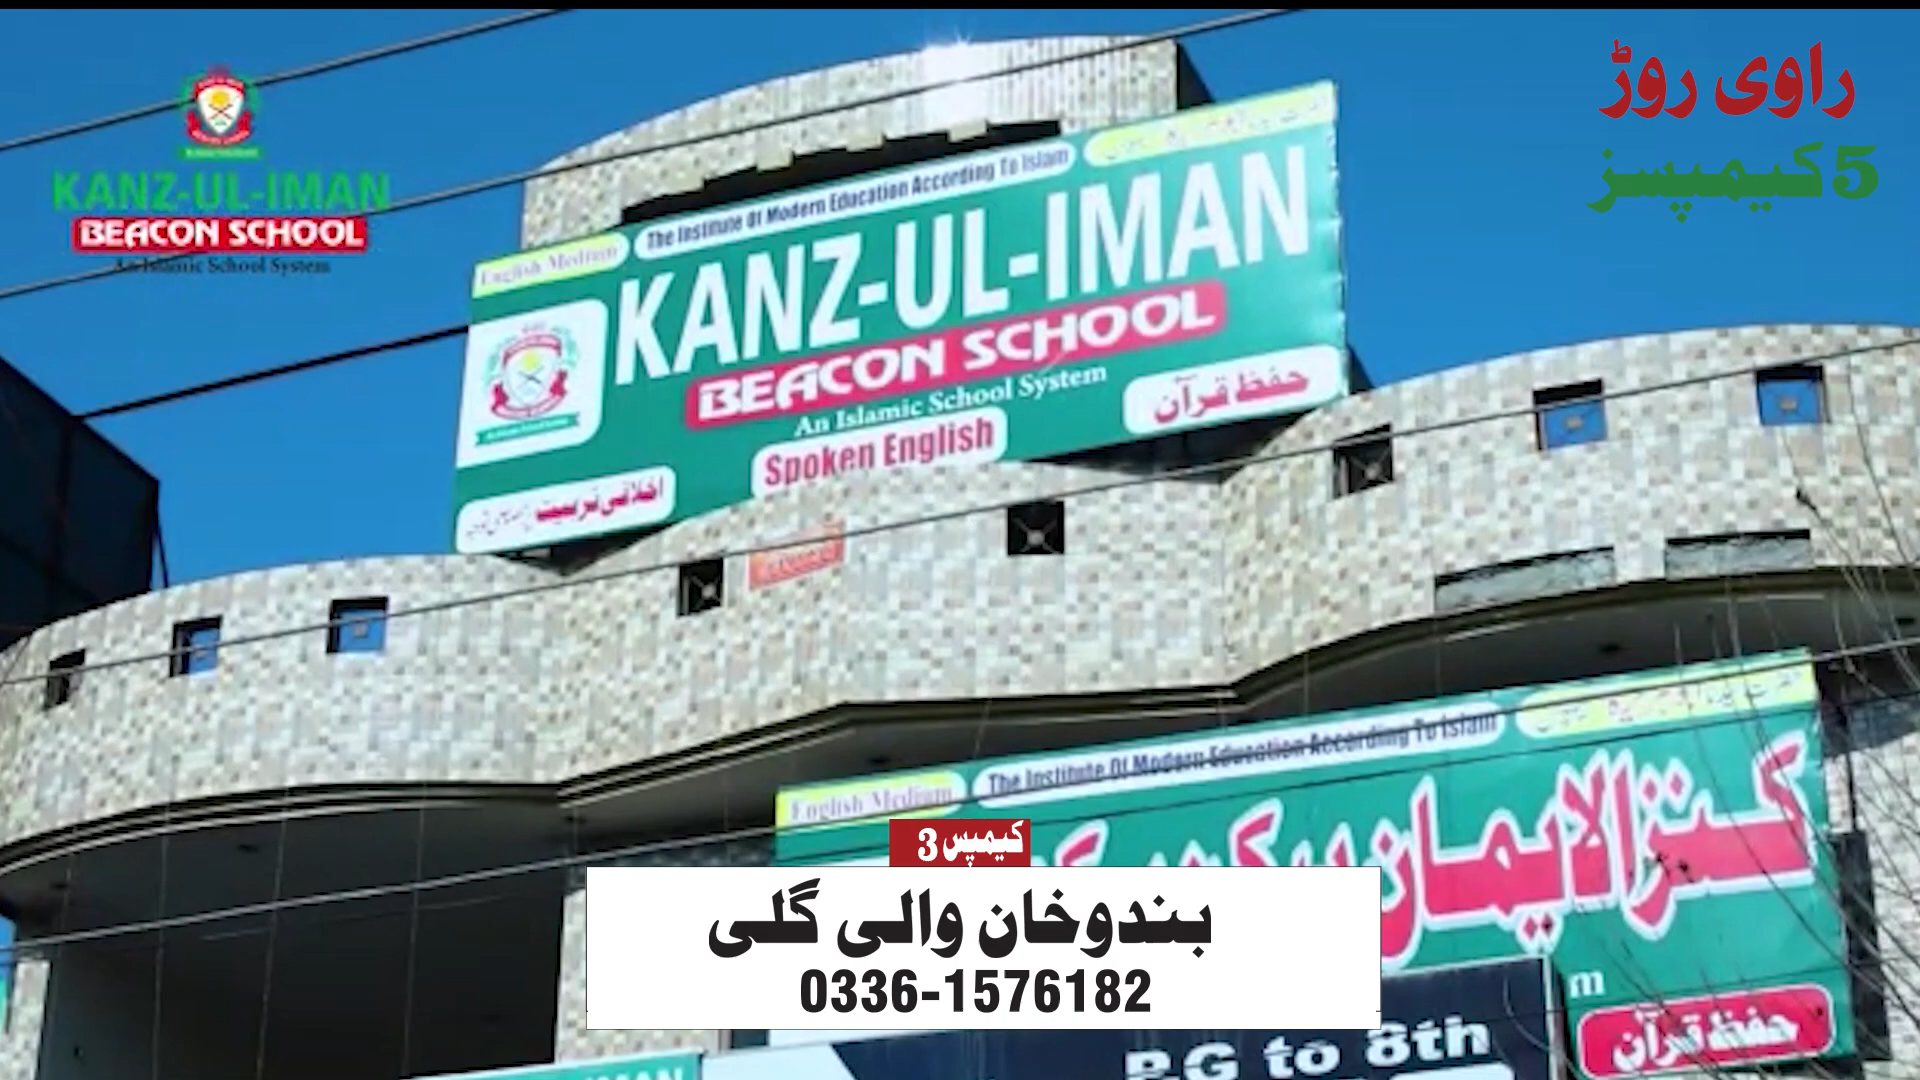 راوی روڑ
5 کیمپسز
KANZ-UL-IMAN
BEACON SCHOOL
An Islamic School System
English Medium
The Institute Of Modern Education According To Islam
KANZ-UL-IMAN
BEACON SCHOOL
An Islamic School System
حفظ قرآن
Spoken English
اخلاقی تربیت
English Medium
The Institute Of Modern Education According To Islam
کنزالایمان
کیمپس 3
بندوخان والی گلی
0336-1576182
m
حفظ قرآن
P.G to 8th